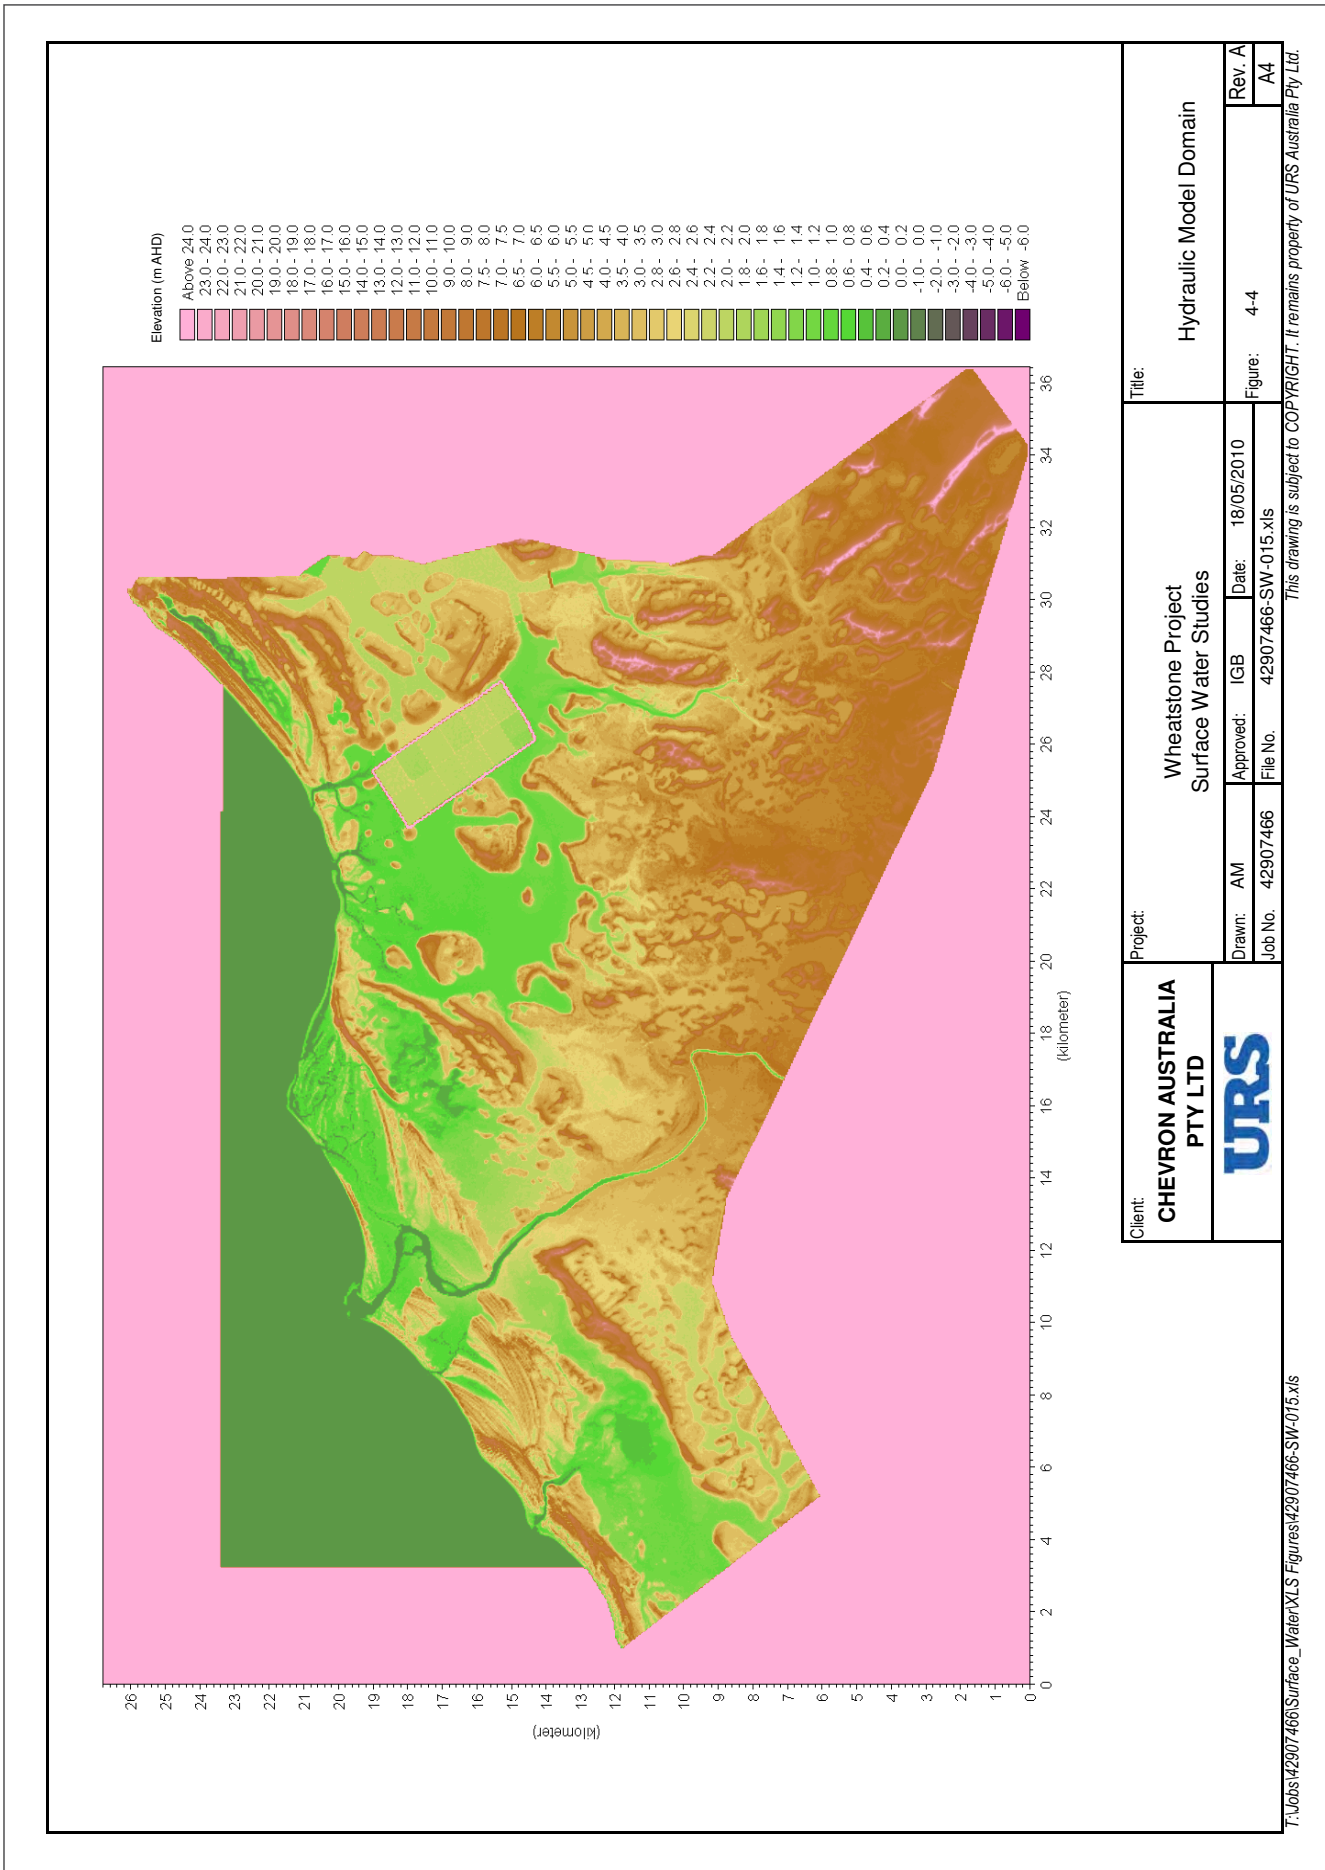 Elevation (m AHD)
Above 24.0
23.0 - 24.0
22.0 - 23.0
21.0 - 22.0
20.0 - 21.0
19.0 - 20.0
18.0 - 19.0
17.0 - 18.0
16.0 - 17.0
15.0 - 16.0
14.0 - 15.0
13.0 - 14.0
12.0 - 13.0
11.0 - 12.0
10.0 - 11.0
9.0 - 10.0
8.0 - 9.0
7.5 - 8.0
7.0 - 7.5
6.5 - 7.0
6.0 - 6.5
5.5 - 6.0
5.0 - 5.5
4.5 - 5.0
4.0 - 4.5
3.5 - 4.0
3.0 - 3.5
2.8 - 3.0
2.6 - 2.8
2.4 - 2.6
2.2 - 2.4
2.0 - 2.2
1.8 - 2.0
1.6 - 1.8
1.4 - 1.6
1.2 - 1.4
1.0 - 1.2
0.8 - 1.0
0.6 - 0.8
0.4 - 0.6
0.2 - 0.4
0.0 - 0.2
-1.0 - 0.0
-2.0 - -1.0
-3.0 - -2.0
-4.0 - -3.0
-5.0 - -4.0
-6.0 - -5.0
Below -6.0
26
25
24
23
22
21
20
19
18
17
16
15
14
13
12
11
10
9
8
7
6
5
4
3
2
1
0
(kilometer)
0 2 4 6 8 10 12 14 16 18 20 22 24 26 28 30 32 34 36
(kilometer)
Client:
CHEVRON AUSTRALIA
PTY LTD
URS
Project:
Wheatstone Project
Surface Water Studies
Drawn: AM Approved: IGB Date: 18/05/2010
Job No. 42907466 File No. 42907466-SW-015.xls
Title:
Hydraulic Model Domain
Figure: 4-4
Rev. A
A4
T:\Jobs\42907466\Surface_Water\XLS Figures\42907466-SW-015.xls
This drawing is subject to COPYRIGHT. It remains property of URS Australia Pty Ltd.